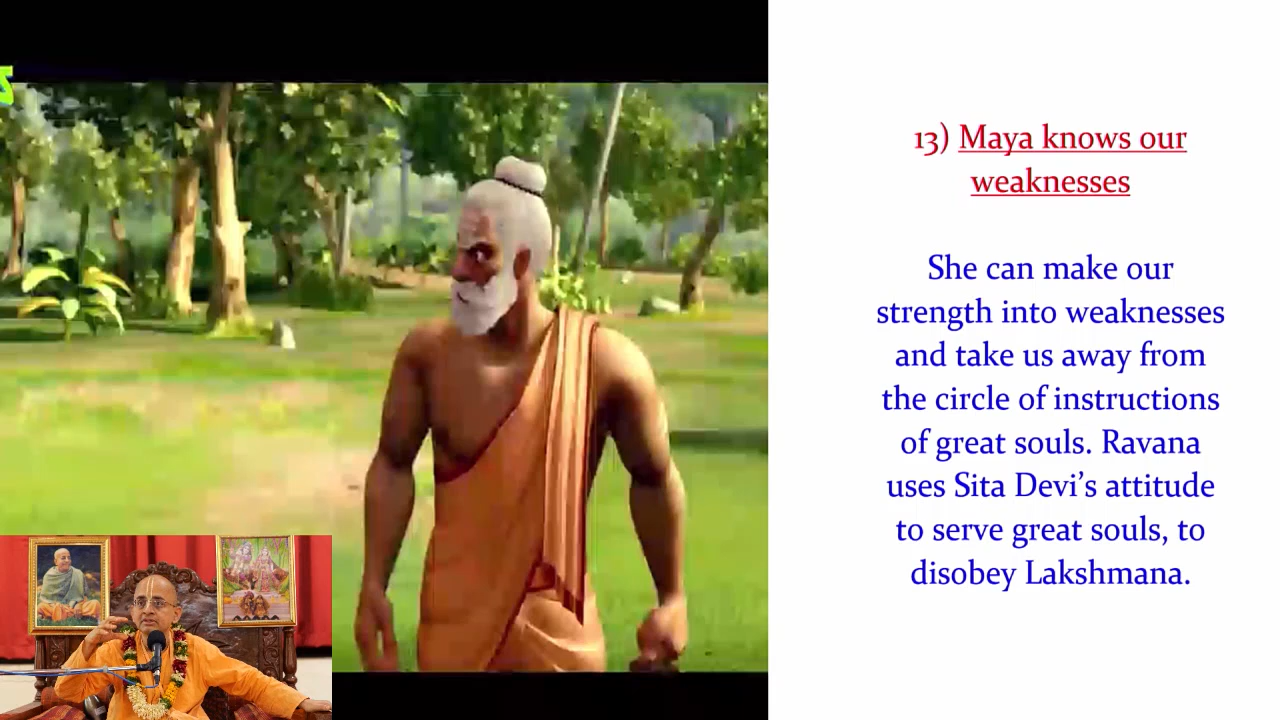 13) Maya knows our
weaknesses
She can make our
strength into weaknesses
and take us away from
the circle of instructions
of great souls. Ravana
uses Sita Devi’s attitude
to serve great souls, to
disobey Lakshmana.